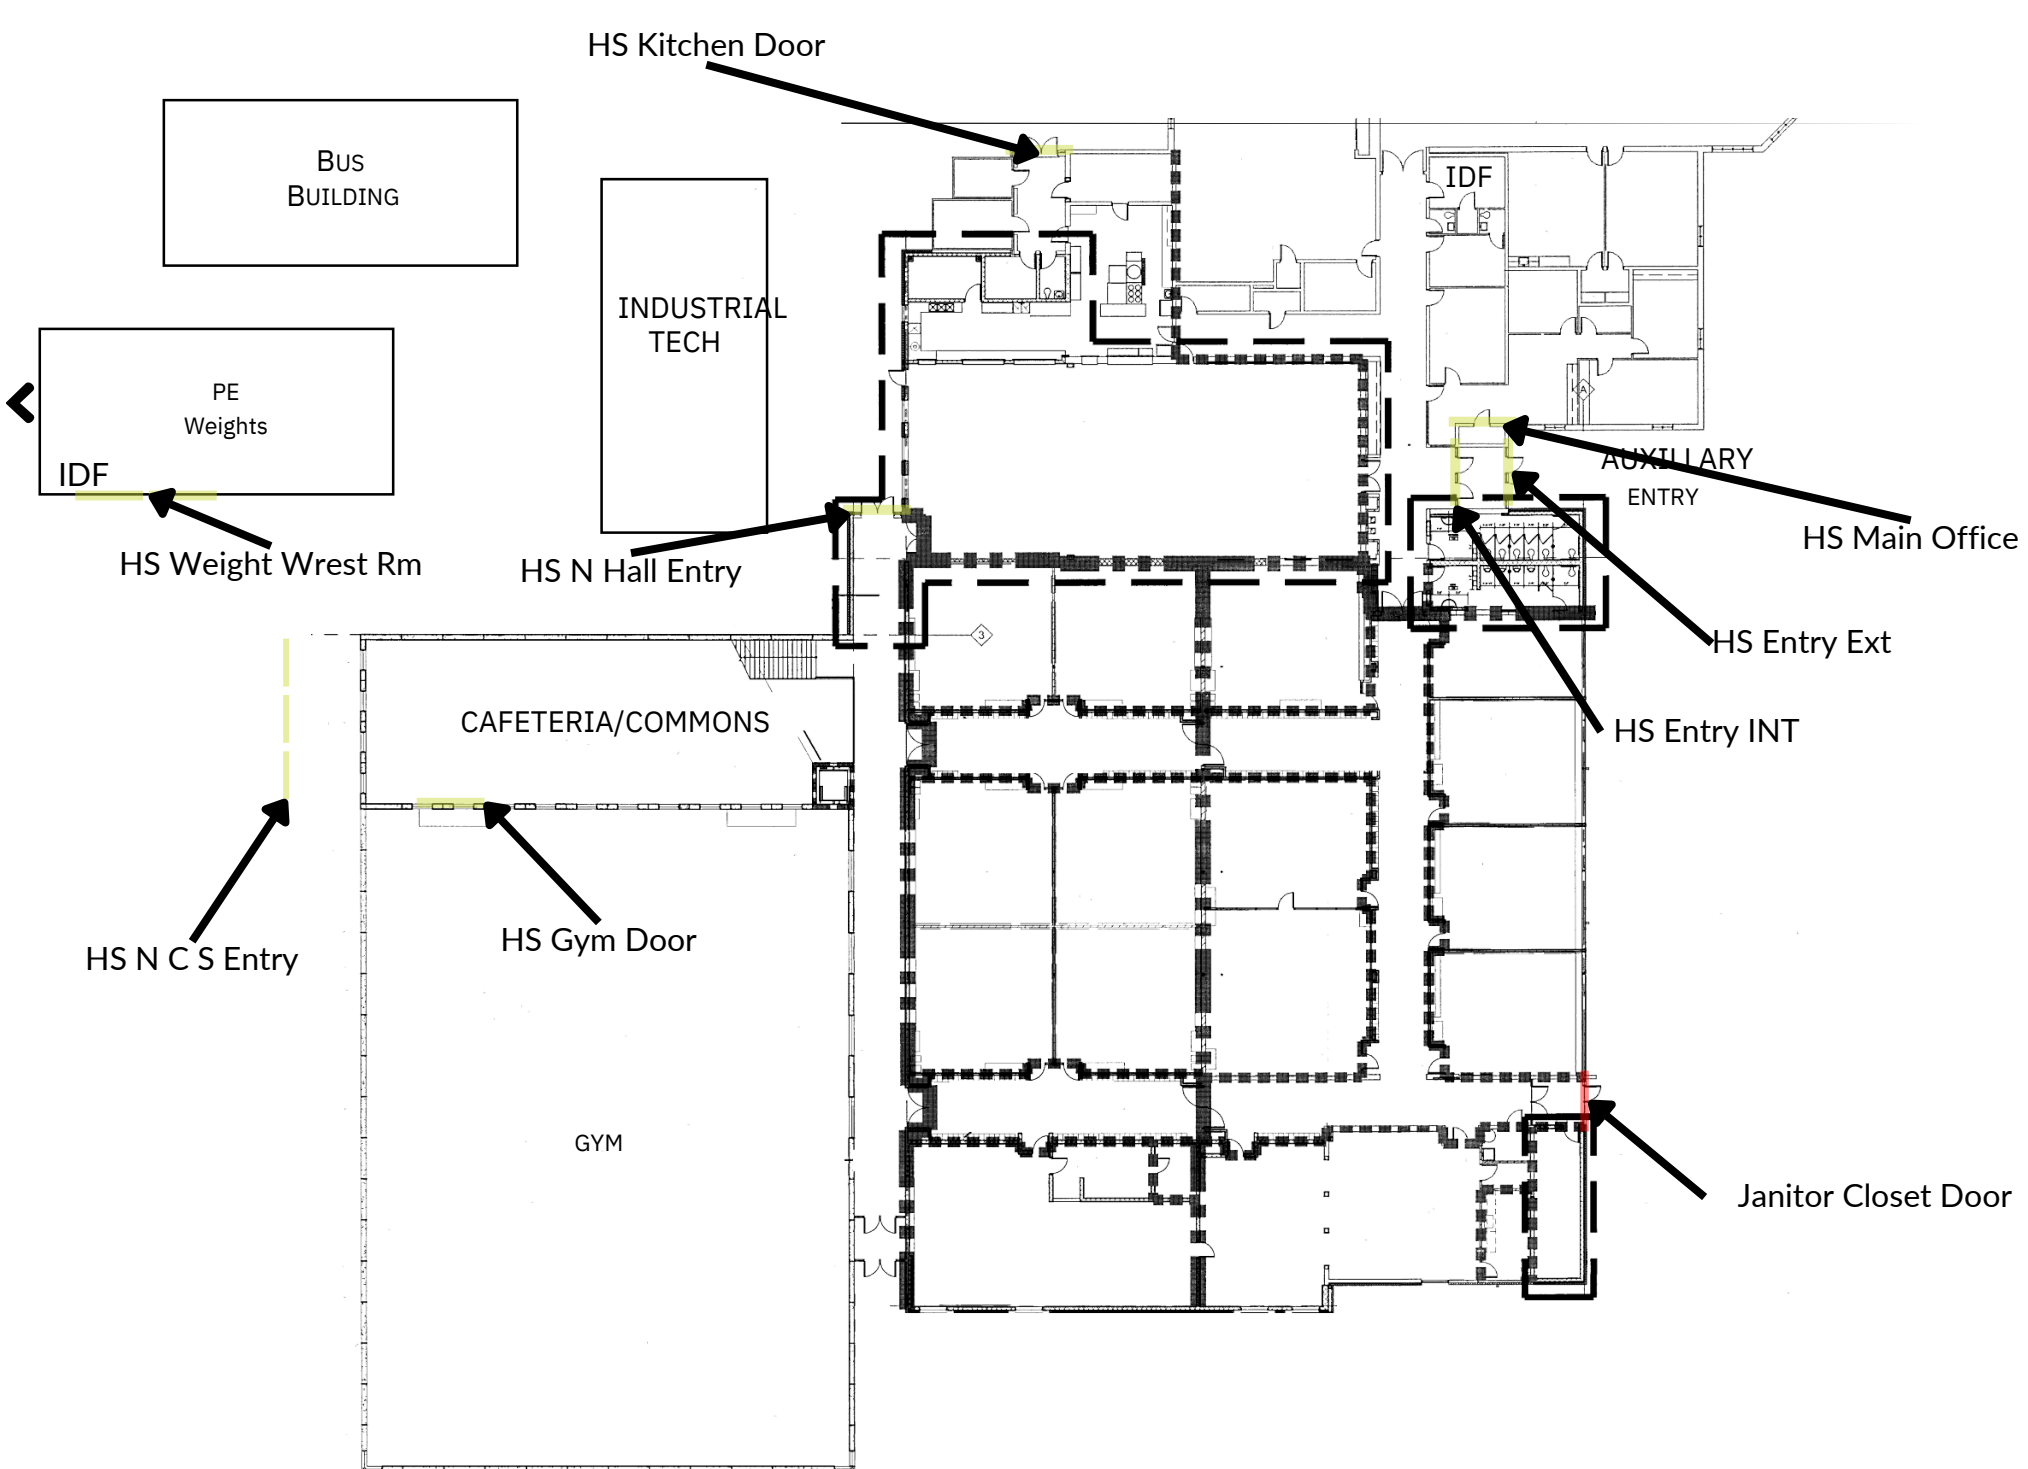 HS Kitchen Door
BUS
BUILDING
IDF
INDUSTRIAL
TECH
PE
Weights
A
IDF
AUXILLARY
ENTRY
HS Main Office
HS Weight Wrest Rm
HS N Hall Entry
3
HS Entry Ext
CAFETERIA/COMMONS
HS Entry INT
HS N C S Entry
HS Gym Door
GYM
Janitor Closet Door